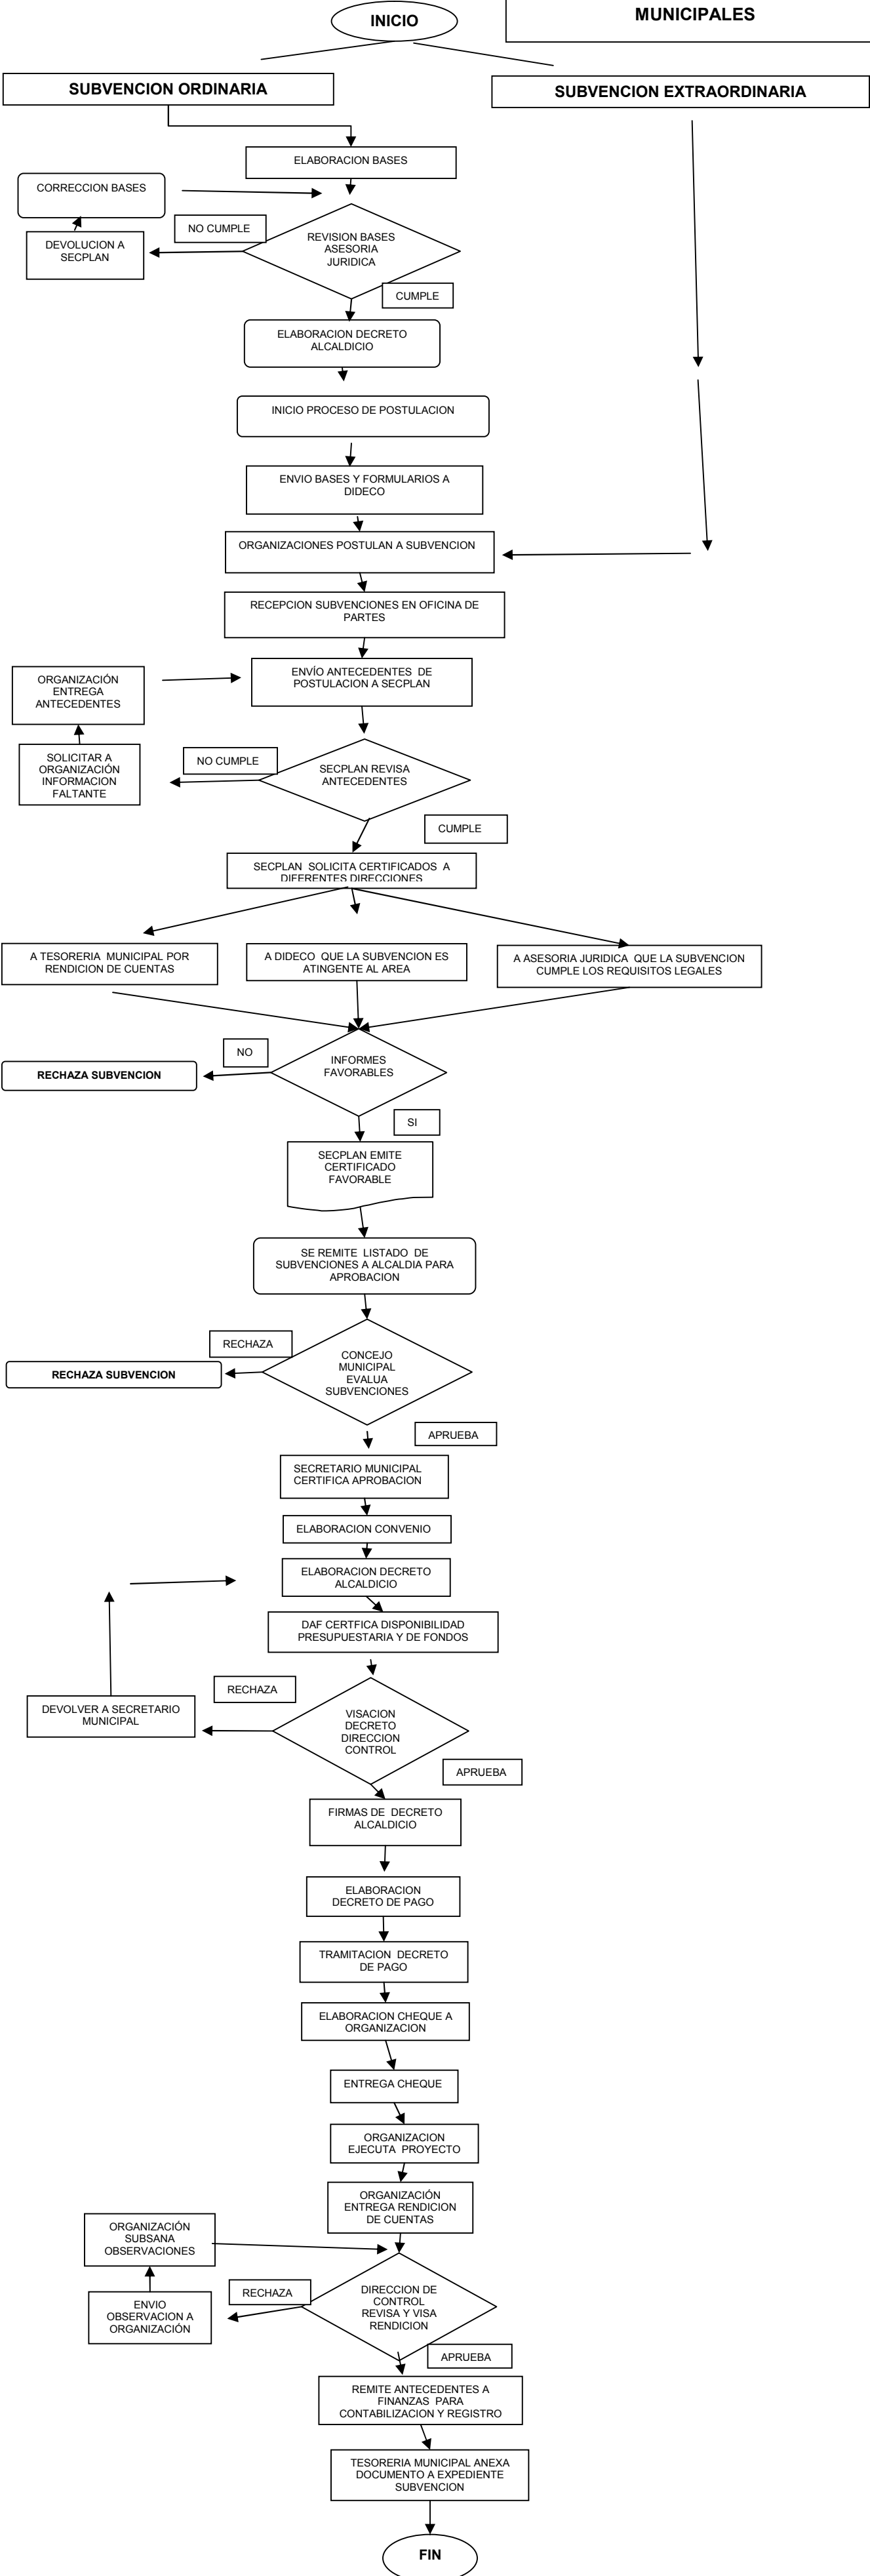 MUNICIPALES
INICIO
SUBVENCION ORDINARIA
SUBVENCION EXTRAORDINARIA
ELABORACION BASES
CORRECCION BASES
NO CUMPLE
REVISION BASES
ASESORIA
JURIDICA
DEVOLUCION A
SECPLAN
CUMPLE
ELABORACION DECRETO
ALCALDICIO
INICIO PROCESO DE POSTULACION
ENVIO BASES Y FORMULARIOS A
DIDECO
ORGANIZACIONES POSTULAN A SUBVENCION
RECEPCION SUBVENCIONES EN OFICINA DE
PARTES
ENVÍO ANTECEDENTES DE
POSTULACION A SECPLAN
ORGANIZACIÓN
ENTREGA
ANTECEDENTES
SOLICITAR A
ORGANIZACIÓN
INFORMACION
FALTANTE
NO CUMPLE
SECPLAN REVISA
ANTECEDENTES
CUMPLE
SECPLAN SOLICITA CERTIFICADOS A
DIFERENTES DIRECCIONES
A TESORERIA MUNICIPAL POR
RENDICION DE CUENTAS
A DIDECO QUE LA SUBVENCION ES
ATINGENTE AL AREA
A ASESORIA JURIDICA QUE LA SUBVENCION
CUMPLE LOS REQUISITOS LEGALES
NO
INFORMES
FAVORABLES
RECHAZA SUBVENCION
SI
SECPLAN EMITE
CERTIFICADO
FAVORABLE
SE REMITE LISTADO DE
SUBVENCIONES A ALCALDIA PARA
APROBACION
RECHAZA
CONCEJO
MUNICIPAL
EVALUA
SUBVENCIONES
RECHAZA SUBVENCION
APRUEBA
SECRETARIO MUNICIPAL
CERTIFICA APROBACION
ELABORACION CONVENIO
ELABORACION DECRETO
ALCALDICIO
DAF CERTFICA DISPONIBILIDAD
PRESUPUESTARIA Y DE FONDOS
RECHAZA
DEVOLVER A SECRETARIO
MUNICIPAL
VISACION
DECRETO
DIRECCION
CONTROL
APRUEBA
FIRMAS DE DECRETO
ALCALDICIO
ELABORACION
DECRETO DE PAGO
TRAMITACION DECRETO
DE PAGO
ELABORACION CHEQUE A
ORGANIZACION
ENTREGA CHEQUE
ORGANIZACION
EJECUTA PROYECTO
ORGANIZACIÓN
ENTREGA RENDICION
DE CUENTAS
ORGANIZACIÓN
SUBSANA
OBSERVACIONES
RECHAZA
DIRECCION DE
CONTROL
REVISA Y VISA
RENDICION
ENVIO
OBSERVACION A
ORGANIZACIÓN
APRUEBA
REMITE ANTECEDENTES A
FINANZAS PARA
CONTABILIZACION Y REGISTRO
TESORERIA MUNICIPAL ANEXA
DOCUMENTO A EXPEDIENTE
SUBVENCION
FIN